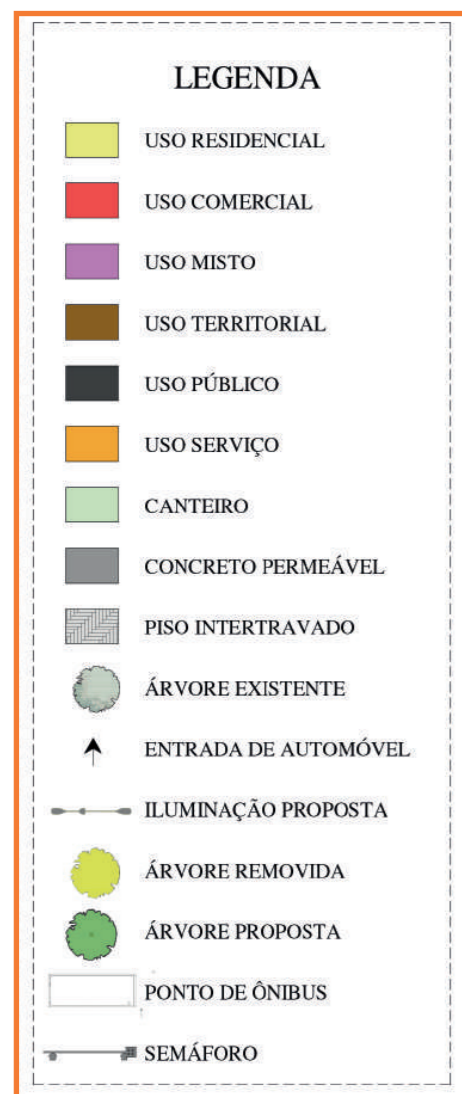 LEGENDA
USO RESIDENCIAL
USO COMERCIAL
USO MISTO
USO TERRITORIAL
USO PÚBLICO
USO SERVIÇO
CANTEIRO
CONCRETO PERMEÁVEL
PISO INTERTRAVADO
ÁRVORE EXISTENTE
ENTRADA DE AUTOMÓVEL
ILUMINAÇÃO PROPOSTA
ÁRVORE REMOVIDA
ÁRVORE PROPOSTA
PONTO DE ÔNIBUS
SEMÁFORO